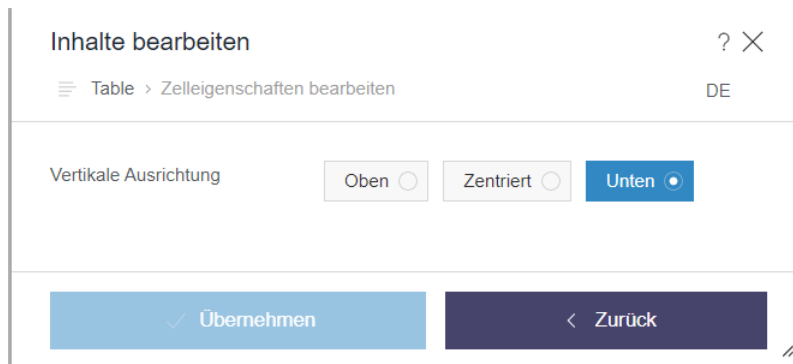 Inhalte bearbeiten ?
Table > Zelleigenschaften bearbeiten DE
Vertikale Ausrichtung Oben Zentriert Unten
Übernehmen < Zurück